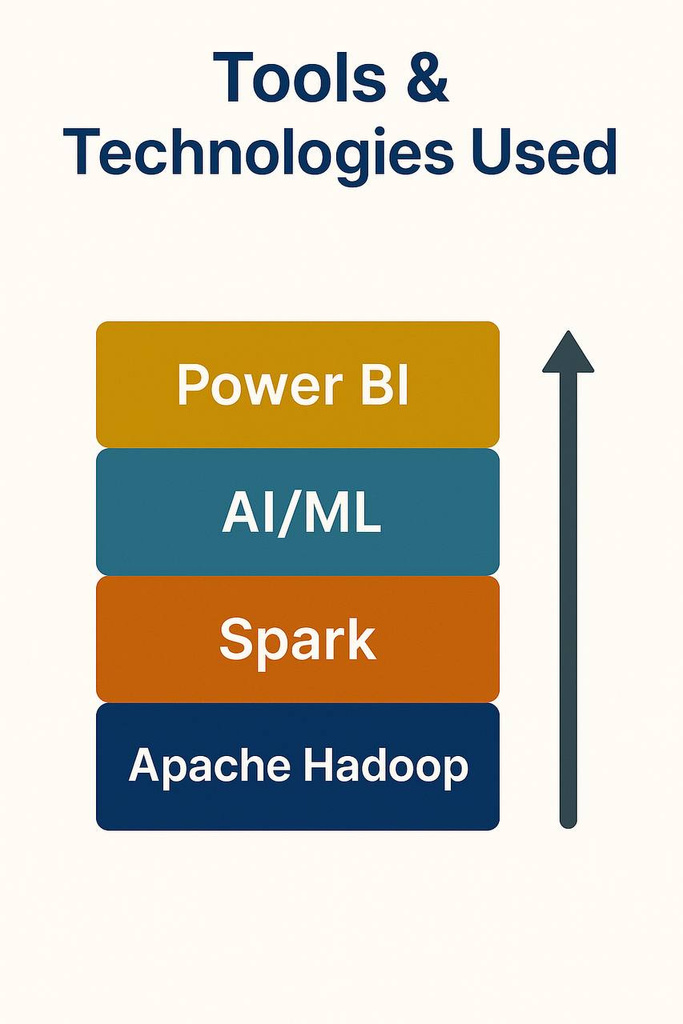 Tools &
Technologies Used
Power BI
AI/ML
Spark
Apache Hadoop